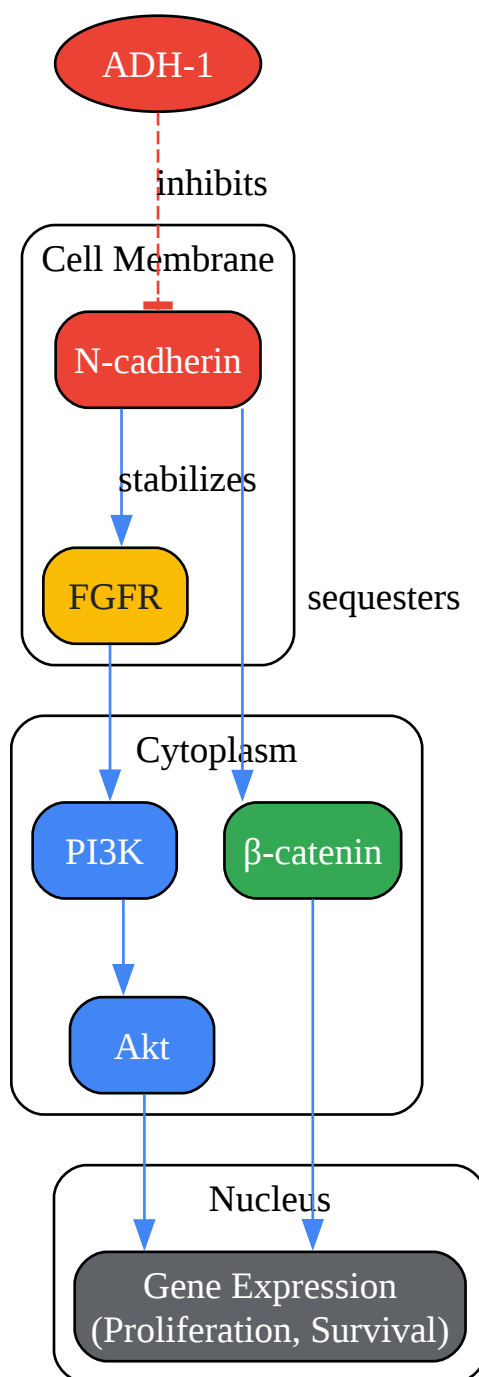 ADH-1
inhibits
Cell Membrane
N-cadherin
stabilizes
FGFR
sequesters
Cytoplasm
PI3K
β-catenin
Akt
Nucleus
Gene Expression
(Proliferation, Survival)